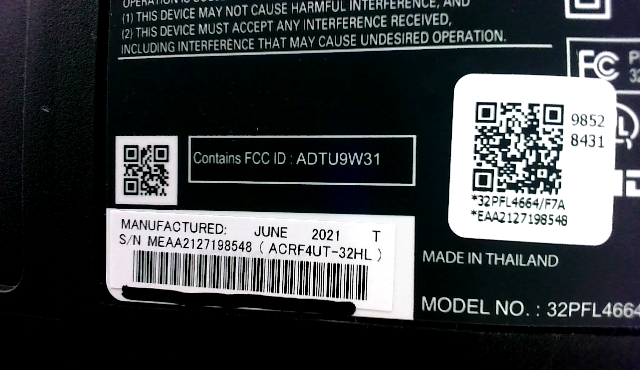 (1) THIS DEVICE MAY NOT CAUSE HARMFUL INTERFERENCE, AND
(2) THIS DEVICE MUST ACCEPT ANY INTERFERENCE RECEIVED,
INCLUDING INTERFERENCE THAT MAY CAUSE UNDESIRED OPERATION.
FC
9852
8431
Contains FCC ID : ADTU9W31
*32PFL4664/F7A
*EAA2127198548
MANUFACTURED: JUNE 2021 T
S/N MEAA2127198548 ( ACRF4UT-32HL )
MADE IN THAILAND
MODEL NO. : 32PFL4664